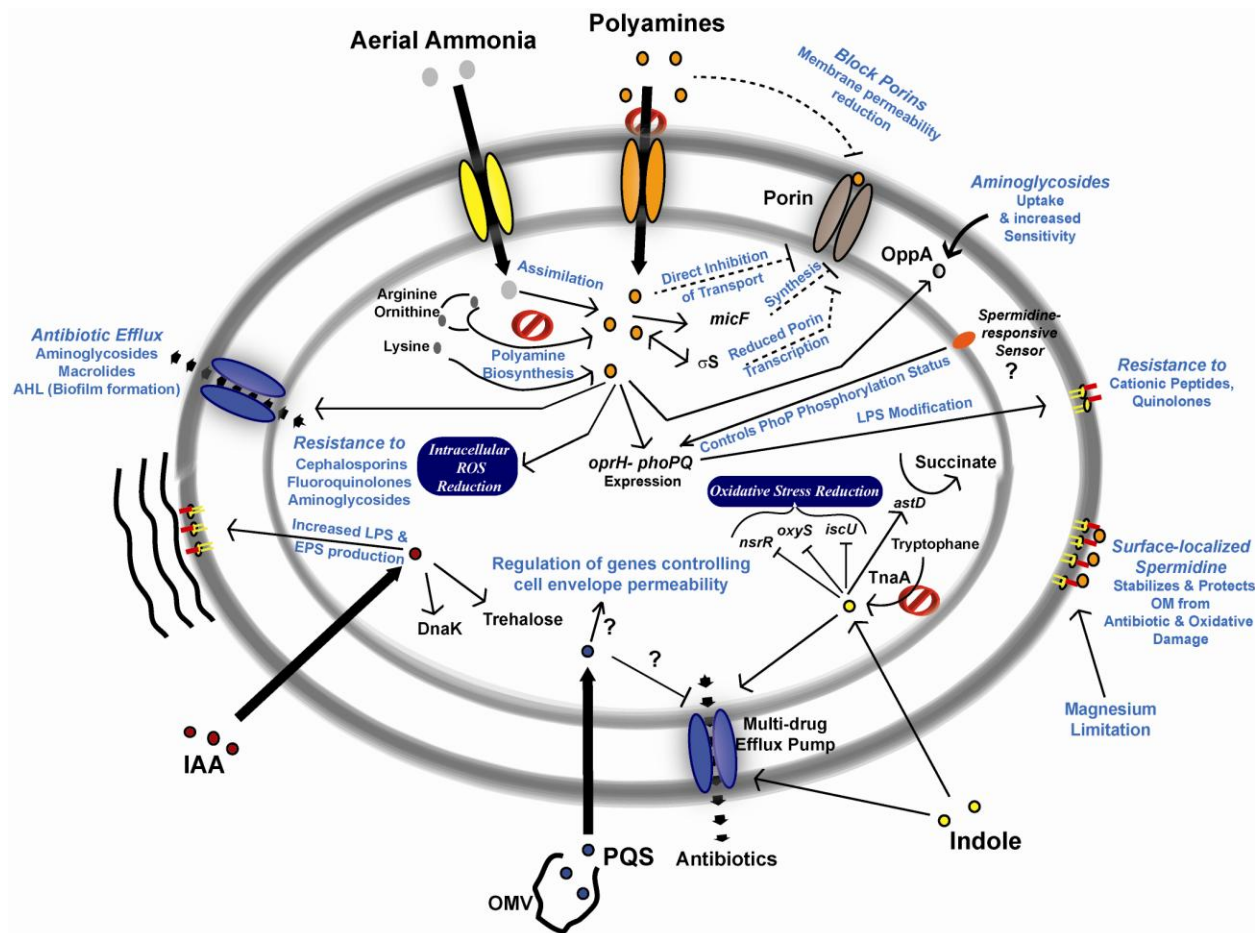 Aerial Ammonia
Polyamines
Block Porins
Membrane permeability
reduction
Porin
Aminoglycosides
Uptake
& increased
Sensitivity
OppA
Assimilation
Direct Inhibition
of Transport
Synthesis
Arginine
Ornithine
Lysine
micF
σS
Reduced Porin
Transcription
Polyamine
Biosynthesis
Spermidine-
responsive
Sensor
?
Antibiotic Efflux
Aminoglycosides
Macrolides
AHL (Biofilm formation)
Resistance to
Cationic Peptides,
Quinolones
Controls PhoP Phosphorylation Status
LPS Modification
Resistance to
Cephalosporins
Fluoroquinolones
Aminoglycosides
Intracellular
ROS
Reduction
oprH- phoPQ
Expression
Succinate
Oxidative Stress Reduction
astD
nsrR
oxyS
iscU
Tryptophane
TnaA
Increased LPS &
EPS production
Regulation of genes controlling
cell envelope permeability
DnaK
Trehalose
?
?
Surface-localized
Spermidine
Stabilizes & Protects
OM from
Antibiotic & Oxidative
Damage
Magnesium
Limitation
Multi-drug
Efflux Pump
IAA
PQS
OMV
Antibiotics
Indole